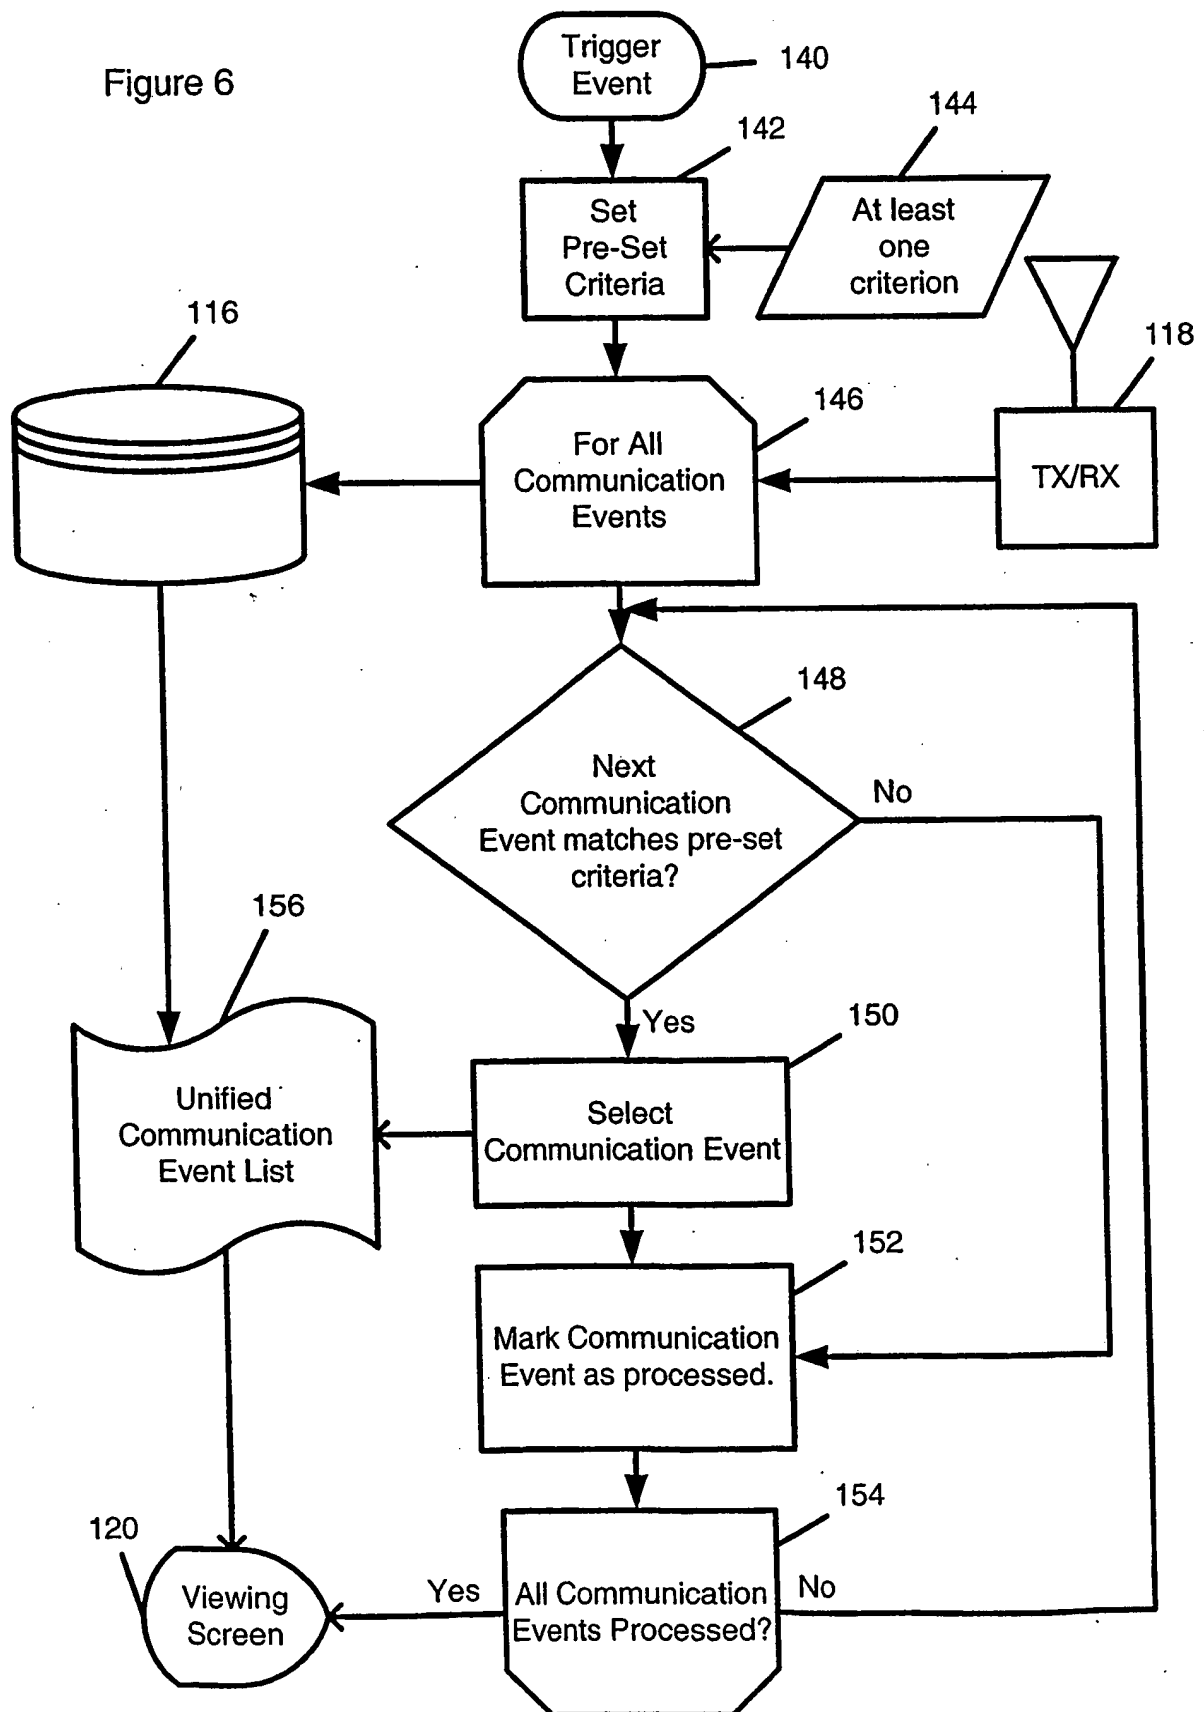 Figure 6
Trigger
Event
140
142
144
Set
Pre-Set
Criteria
At least
one
criterion
116
118
146
For All
Communication
Events
TX/RX
148
Next
Communication
Event matches pre-set
criteria?
No
156
Yes
150
Unified
Communication
Event List
Select
Communication Event
152
Mark Communication
Event as processed.
154
120
Viewing
Screen
Yes
All Communication
Events Processed?
No